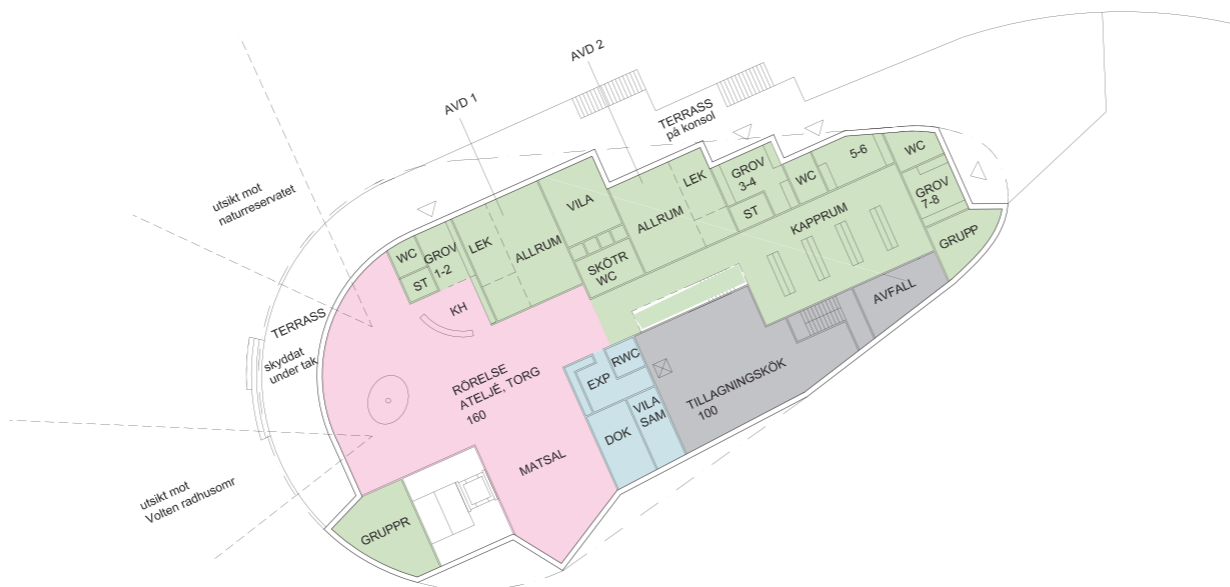 AVD 2
AVD 1
TERRASS
på konsol
utsikt mot
naturreservatet
WC
GROV
1-2
ST
LEK
ALLRUM
VILA
SKÖTR
WC
ALLRUM
LEK
GROV
3-4
ST
WC
5-6
WC
GROV
7-8
KAPPRUM
GRUPP
AVFALL
KH
TERRASS
skyddat
under tak
RÖRELSE
ATELJÉ, TORG
160
EXP
RWC
TILLAGNINGSKÖK
100
DOK
VILA
SAM
MATSAL
GRUPPR
utsikt mot
Volten radhusomr